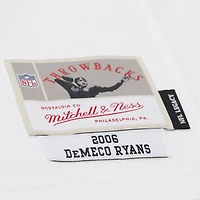 THROWBACKS
NFL
NOSTALGIA CO.
Mitchell & Ness
PHILADELPHIA, PA.
NFL LEGACY
2006
DEMECO RYANS